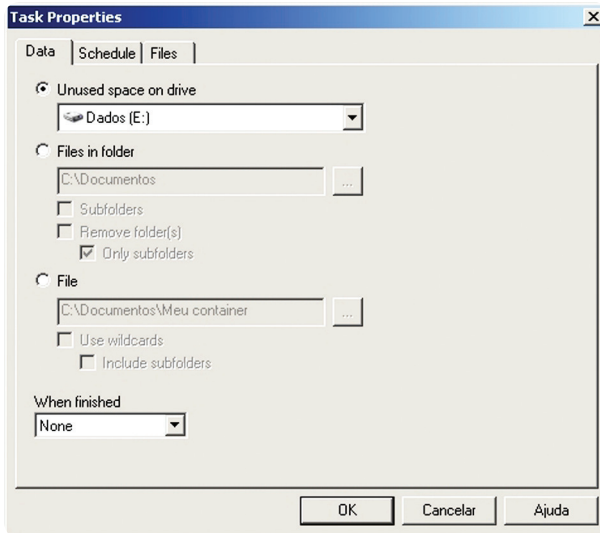 Task Properties
Data Schedule Files
Unused space on drive
Dados (E:)
Files in folder
C:\Documentos
...
Subfolders
Remove folder(s)
Only subfolders
File
C:\Documentos\Meu container
...
Use wildcards
Include subfolders
When finished
None
OK Cancelar Ajuda